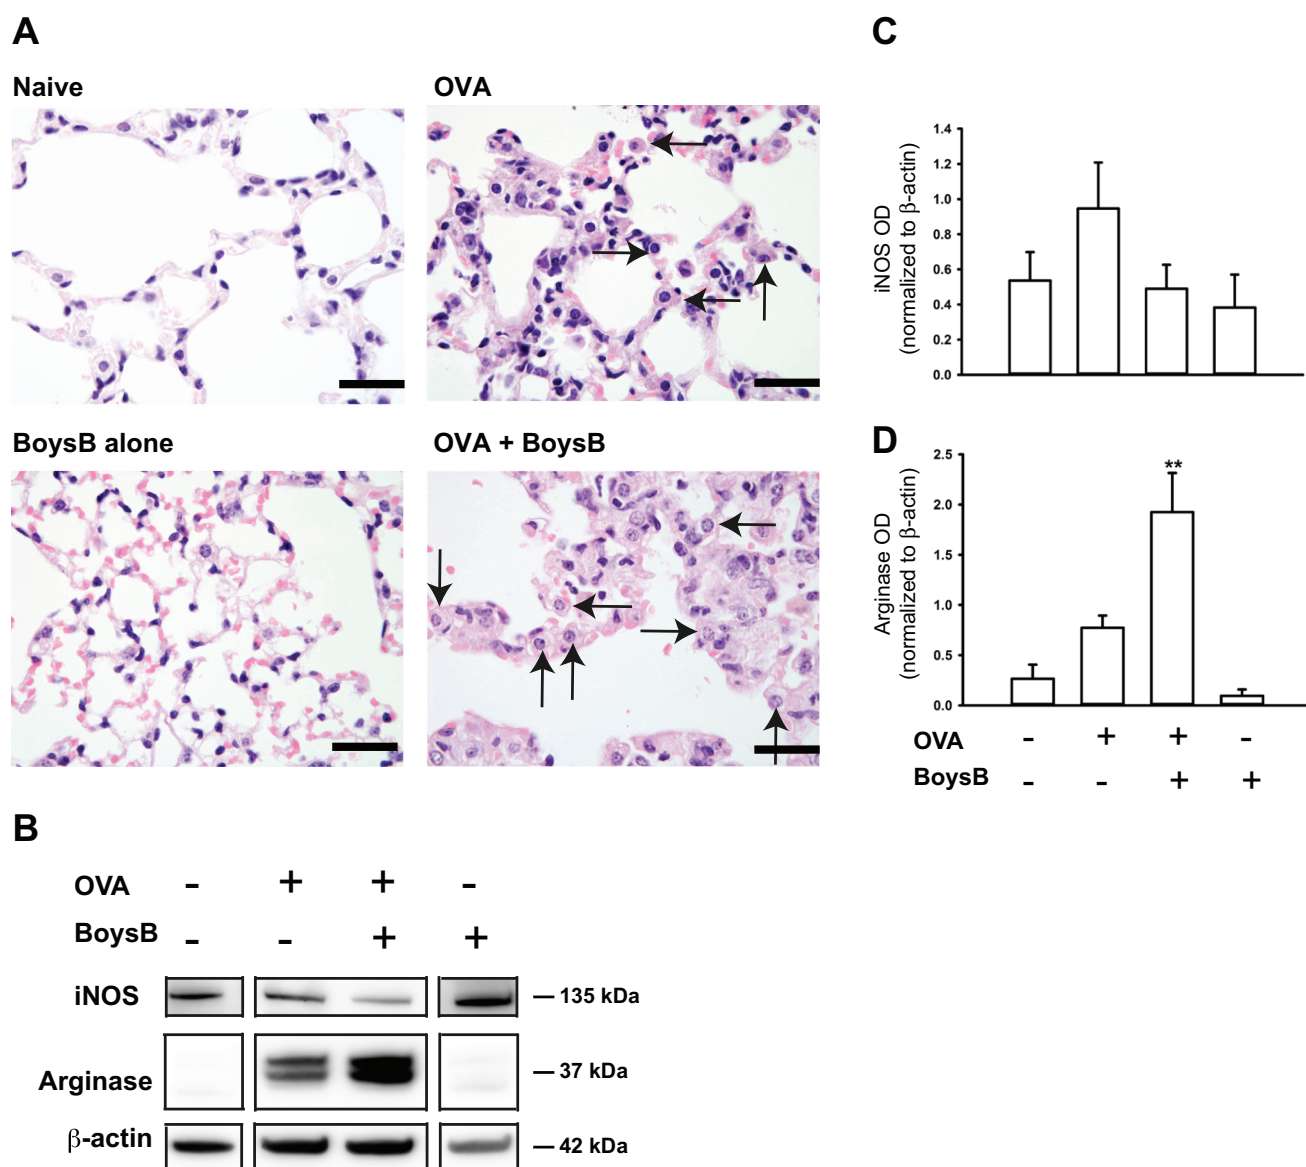 A
Naive
OVA
BoysB alone
OVA + BoysB
B
OVA - + + -
BoysB - - + +
iNOS
135 kDa
Arginase
37 kDa
β-actin
42 kDa
C
iNOS OD
(normalized to β-actin)
1.4
1.2
1.0
0.8
0.6
0.4
0.2
0.0
D
Arginase OD
(normalized to β-actin)
2.5
2.0
1.5
1.0
0.5
0.0
**
OVA - + + -
BoysB - - + +